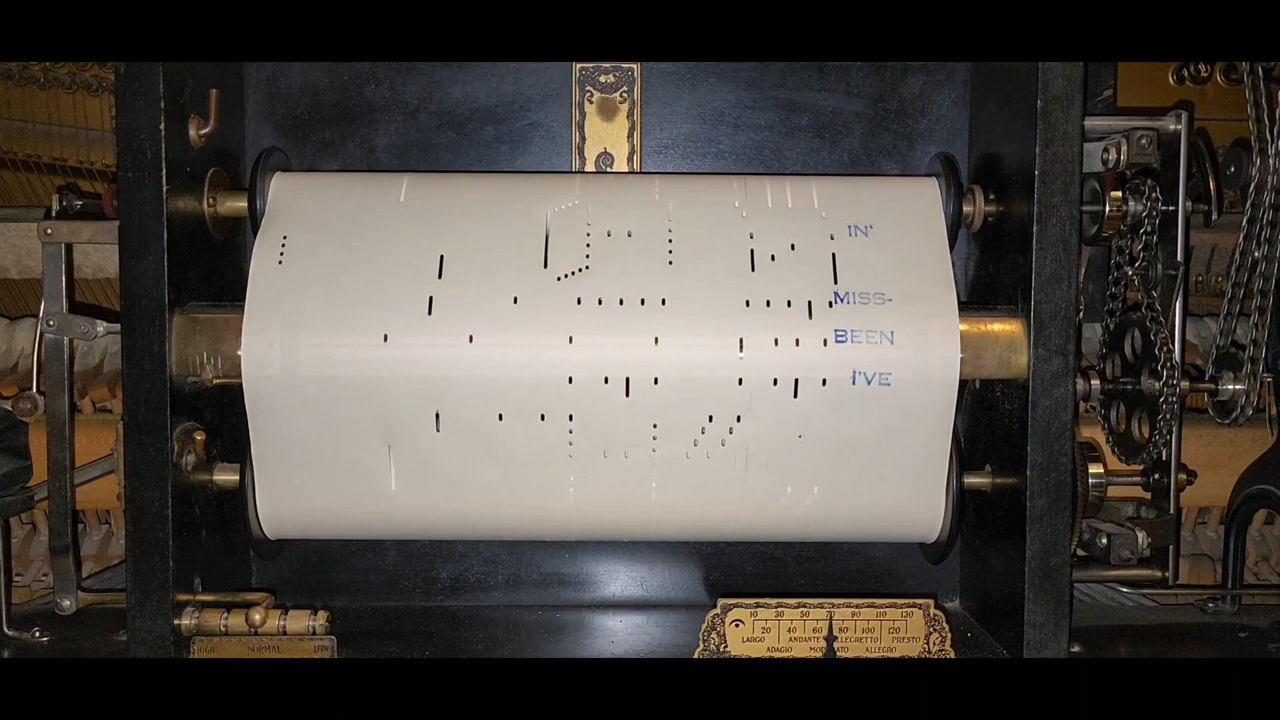 IN'
MISS-
BEEN
I'VE
10 30 50 70 90 110 130
20 40 60 80 100 120
LARGO ANDANTE ALLEGRETTO PRESTO
ADAGIO ALLEGRO
HIGH NORMAL LOW